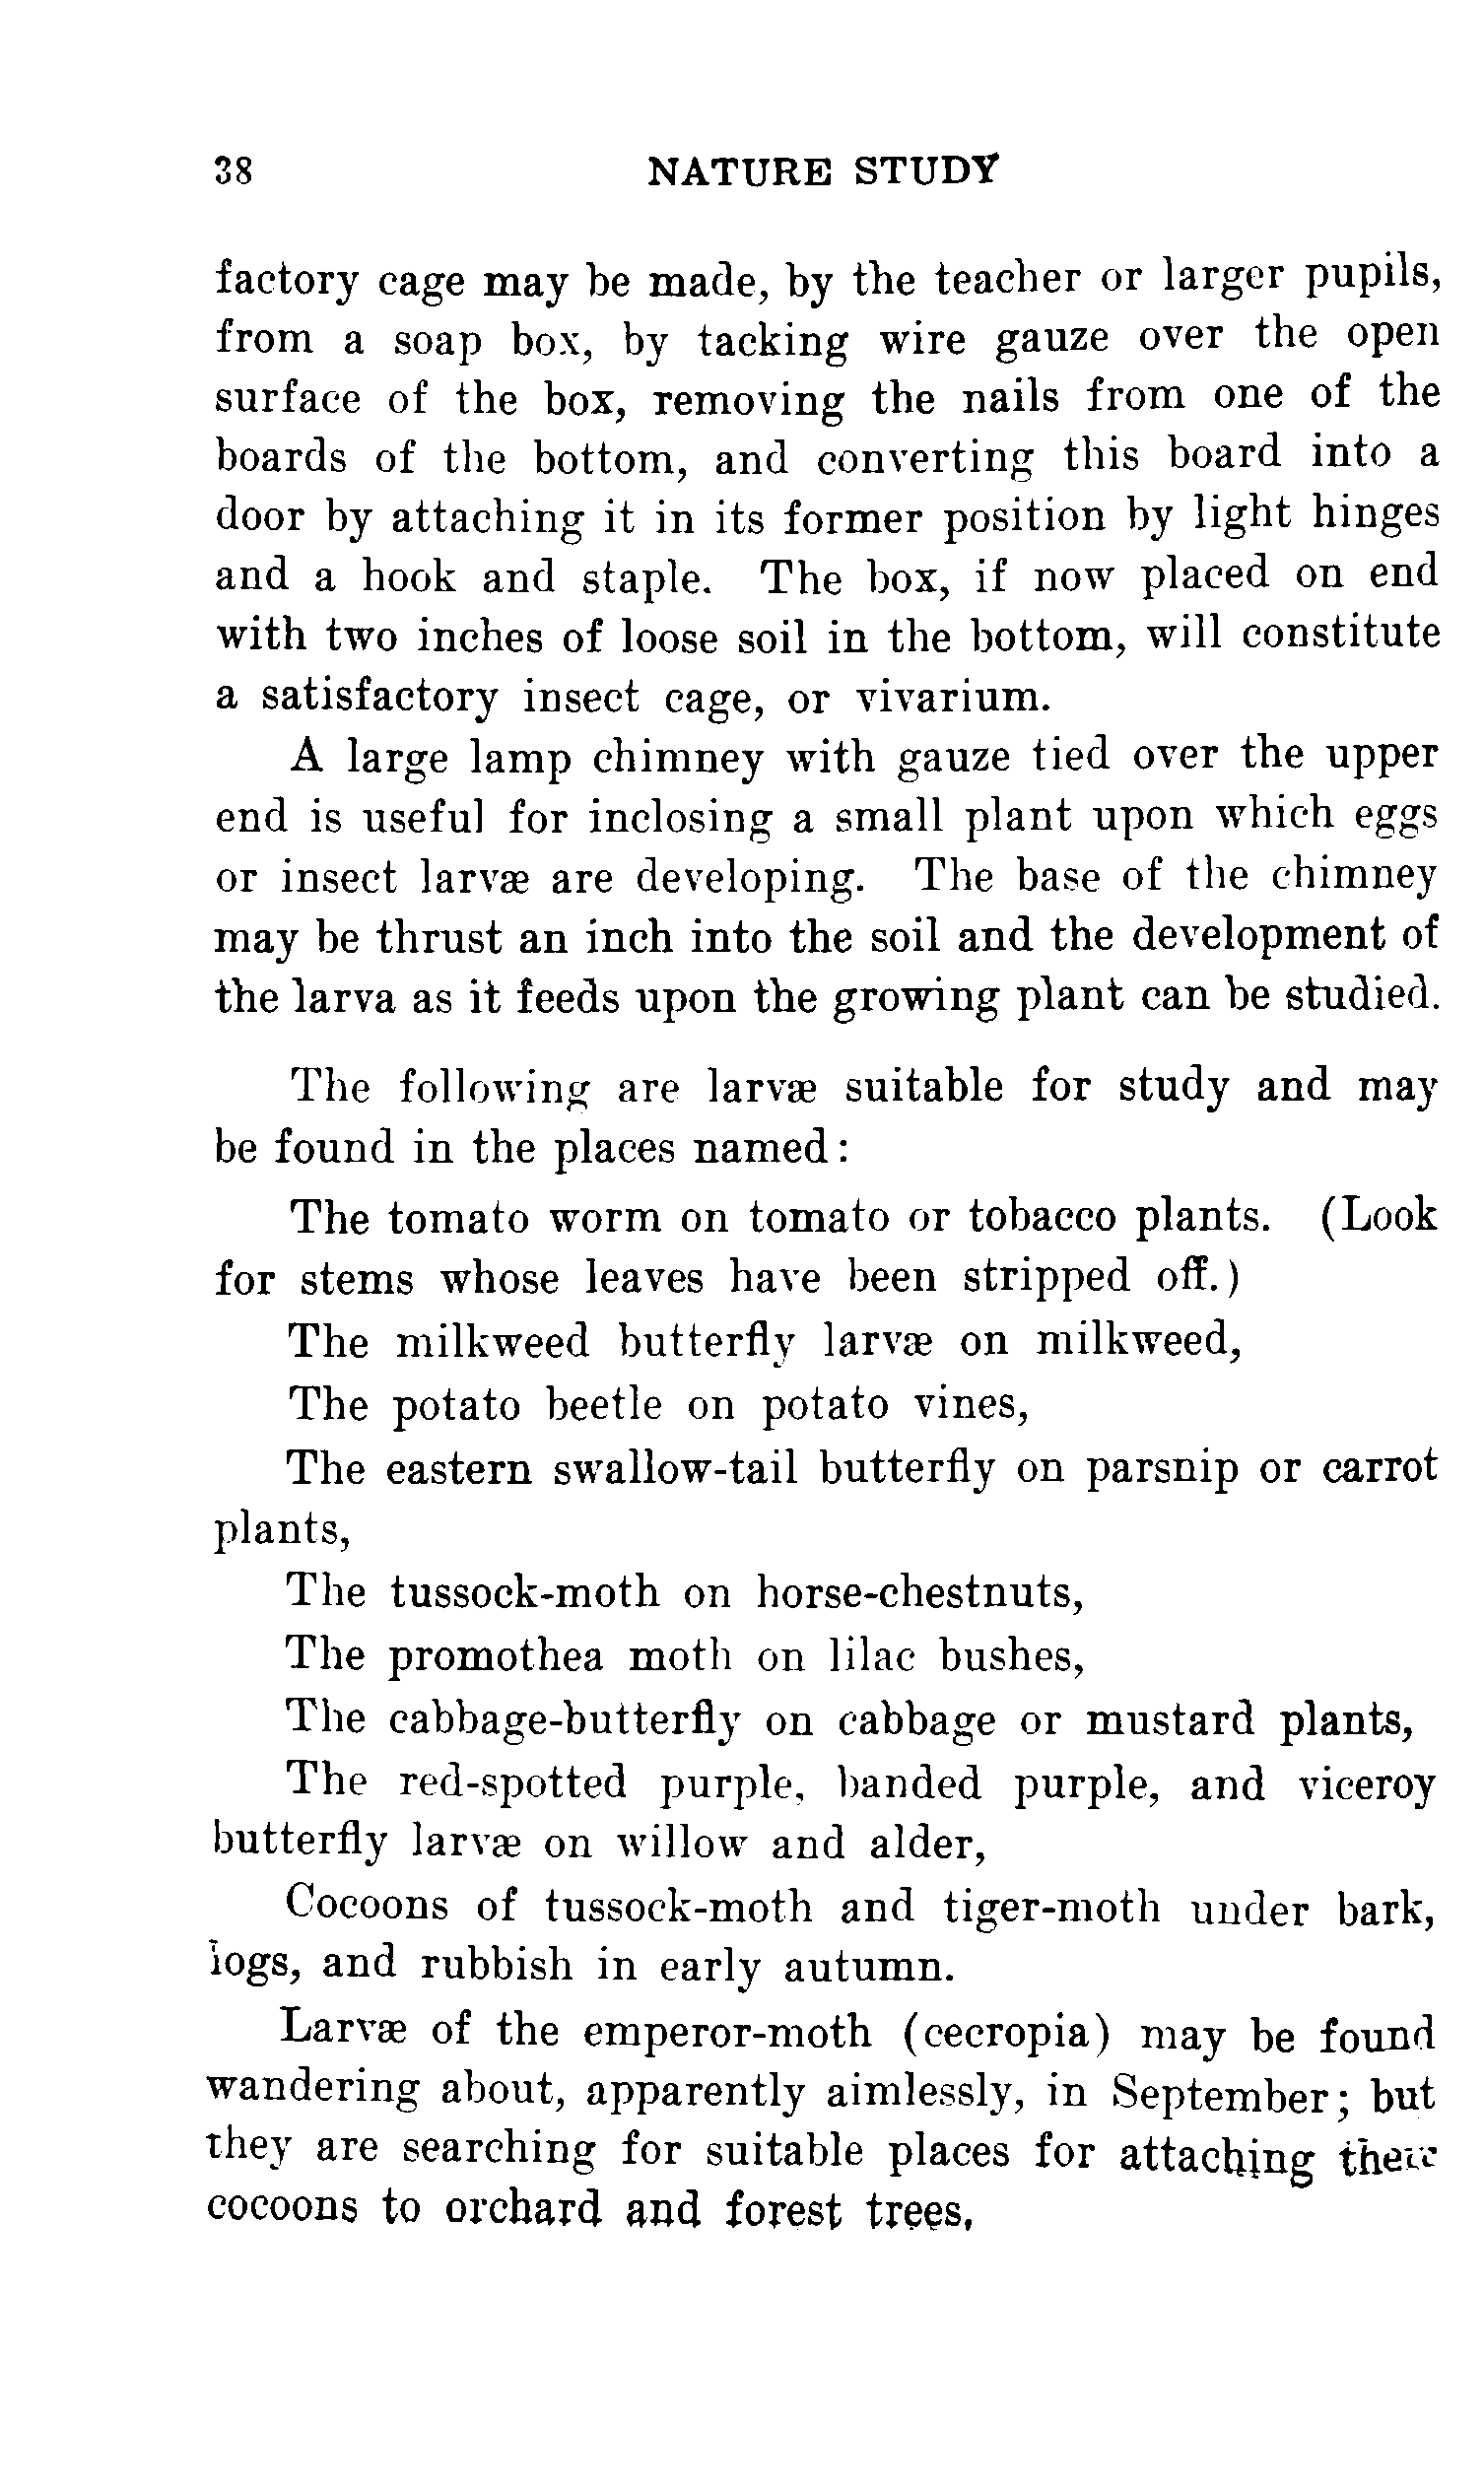 38 NATURE STUDY
factory cage may be made, by the teacher or larger pupils,
from a soap box, by tacking wire gauze over the open
surface of the box, removing the nails from one of the
boards of the bottom, and converting this board into a
door by attaching it in its former position by light hinges
and a hook and staple. The box, if now placed on end
with two inches of loose soil in the bottom, will constitute
a satisfactory insect cage, or vivarium.
A large lamp chimney with gauze tied over the upper
end is useful for inclosing a small plant upon which eggs
or insect larvæ are developing. The base of the chimney
may be thrust an inch into the soil and the development of
the larva as it feeds upon the growing plant can be studied.
The following are larvæ suitable for study and may
be found in the places named:
The tomato worm on tomato or tobacco plants. (Look
for stems whose leaves have been stripped off.)
The milkweed butterfly larvæ on milkweed,
The potato beetle on potato vines,
The eastern swallow-tail butterfly on parsnip or carrot
plants,
The tussock-moth on horse-chestnuts,
The promothea moth on lilac bushes,
The cabbage-butterfly on cabbage or mustard plants,
The red-spotted purple, banded purple, and viceroy
butterfly larvæ on willow and alder,
Cocoons of tussock-moth and tiger-moth under bark,
logs, and rubbish in early autumn.
Larvæ of the emperor-moth (cecropia) may be found
wandering about, apparently aimlessly, in September; but
they are searching for suitable places for attaching their
cocoons to orchard and forest trees.